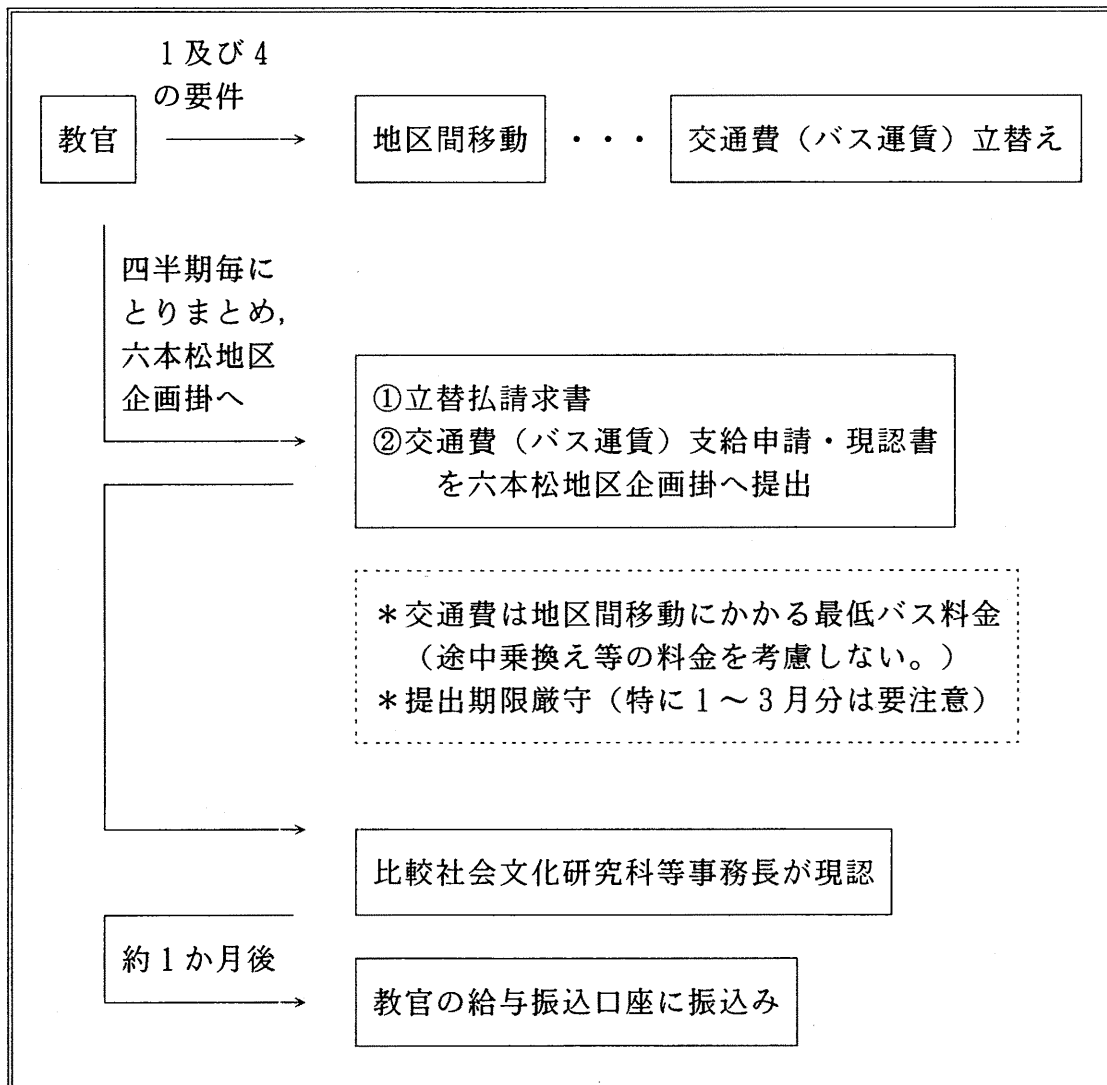 1及び4
の要件
教官
地区間移動
・・・
交通費（バス運賃）立替え
四半期毎に
とりまとめ,
六本松地区
企画掛へ
①立替払請求書
②交通費（バス運賃）支給申請・現認書
を六本松地区企画掛へ提出
＊交通費は地区間移動にかかる最低バス料金
（途中乗換え等の料金を考慮しない。）
＊提出期限厳守（特に1～3月分は要注意）
比較社会文化研究科等事務長が現認
約1か月後
教官の給与振込口座に振込み